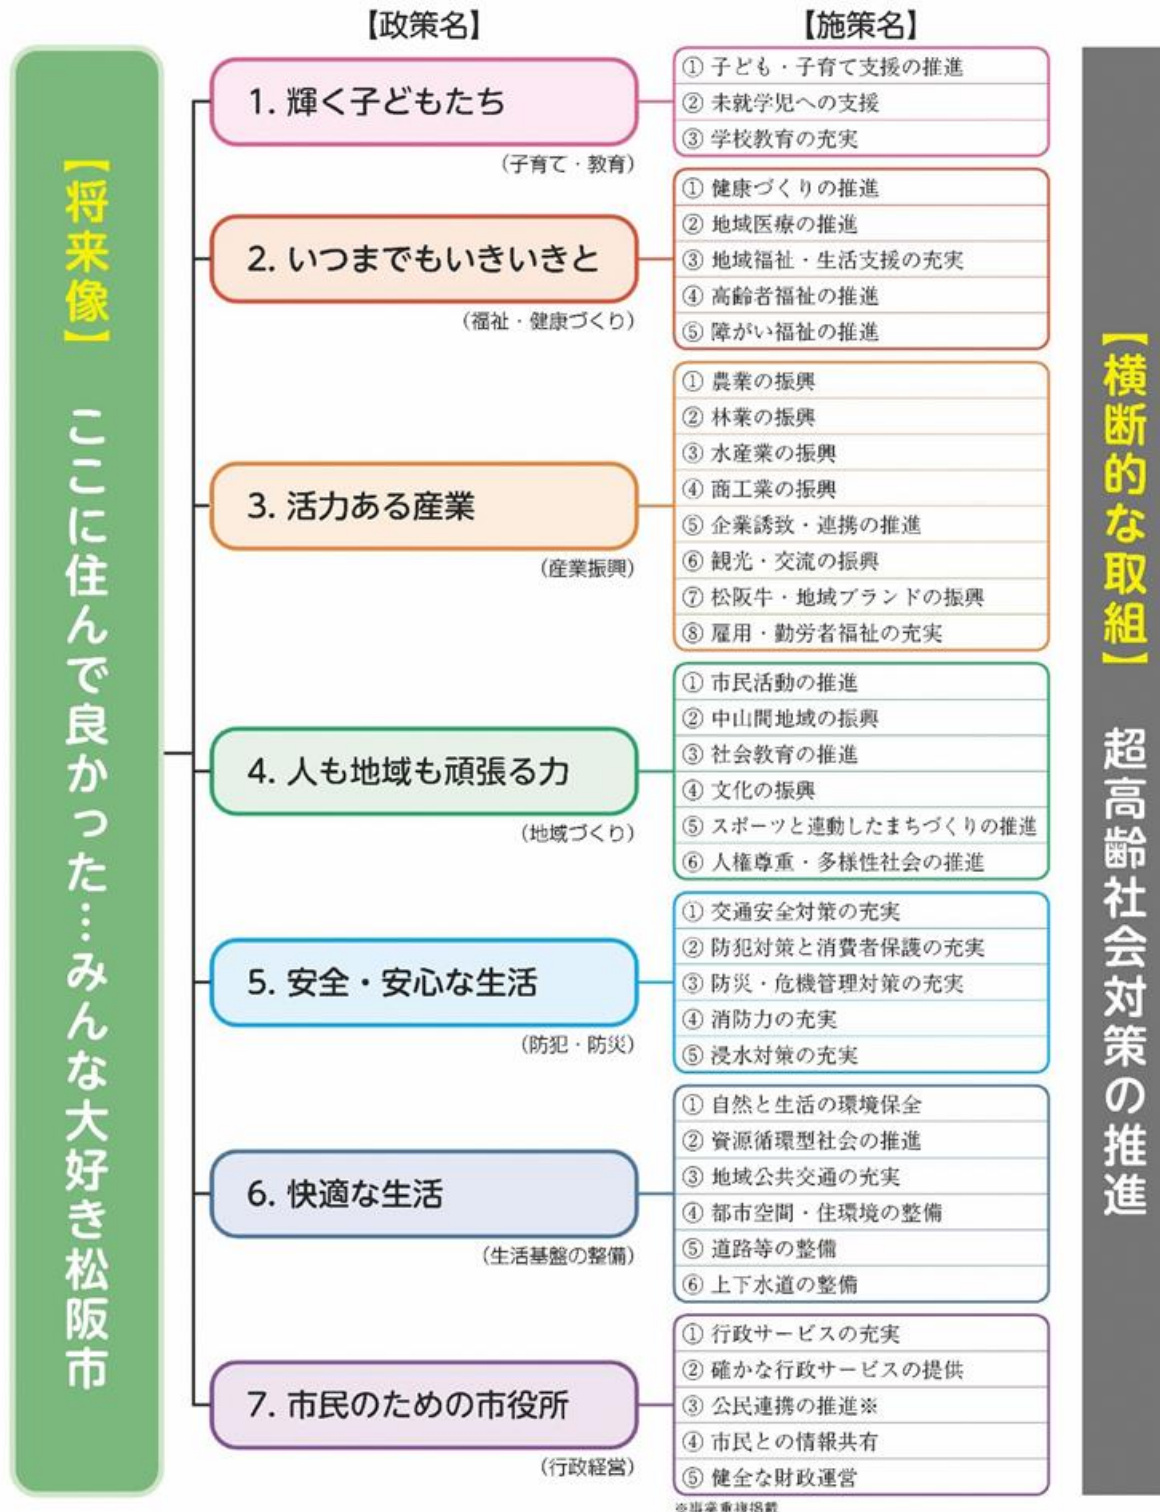 【政策名】
【施策名】
【将来像】 ここに住んで良かった…みんな大好き松阪市
1. 輝く子どもたち
(子育て・教育)
① 子ども・子育て支援の推進
② 未就学児への支援
③ 学校教育の充実
2. いつまでもいきいきと
(福祉・健康づくり)
① 健康づくりの推進
② 地域医療の推進
③ 地域福祉・生活支援の充実
④ 高齢者福祉の推進
⑤ 障がい福祉の推進
3. 活力ある産業
(産業振興)
① 農業の振興
② 林業の振興
③ 水産業の振興
④ 商工業の振興
⑤ 企業誘致・連携の推進
⑥ 観光・交流の振興
⑦ 松阪牛・地域ブランドの振興
⑧ 雇用・勤労者福祉の充実
4. 人も地域も頑張る力
(地域づくり)
① 市民活動の推進
② 中山間地域の振興
③ 社会教育の推進
④ 文化の振興
⑤ スポーツと連動したまちづくりの推進
⑥ 人権尊重・多様性社会の推進
5. 安全・安心な生活
(防犯・防災)
① 交通安全対策の充実
② 防犯対策と消費者保護の充実
③ 防災・危機管理対策の充実
④ 消防力の充実
⑤ 浸水対策の充実
6. 快適な生活
(生活基盤の整備)
① 自然と生活の環境保全
② 資源循環型社会の推進
③ 地域公共交通の充実
④ 都市空間・住環境の整備
⑤ 道路等の整備
⑥ 上下水道の整備
7. 市民のための市役所
(行政経営)
① 行政サービスの充実
② 確かな行政サービスの提供
③ 公民連携の推進※
④ 市民との情報共有
⑤ 健全な財政運営
※事業重複掲載
【横断的な取組】 超高齢社会対策の推進